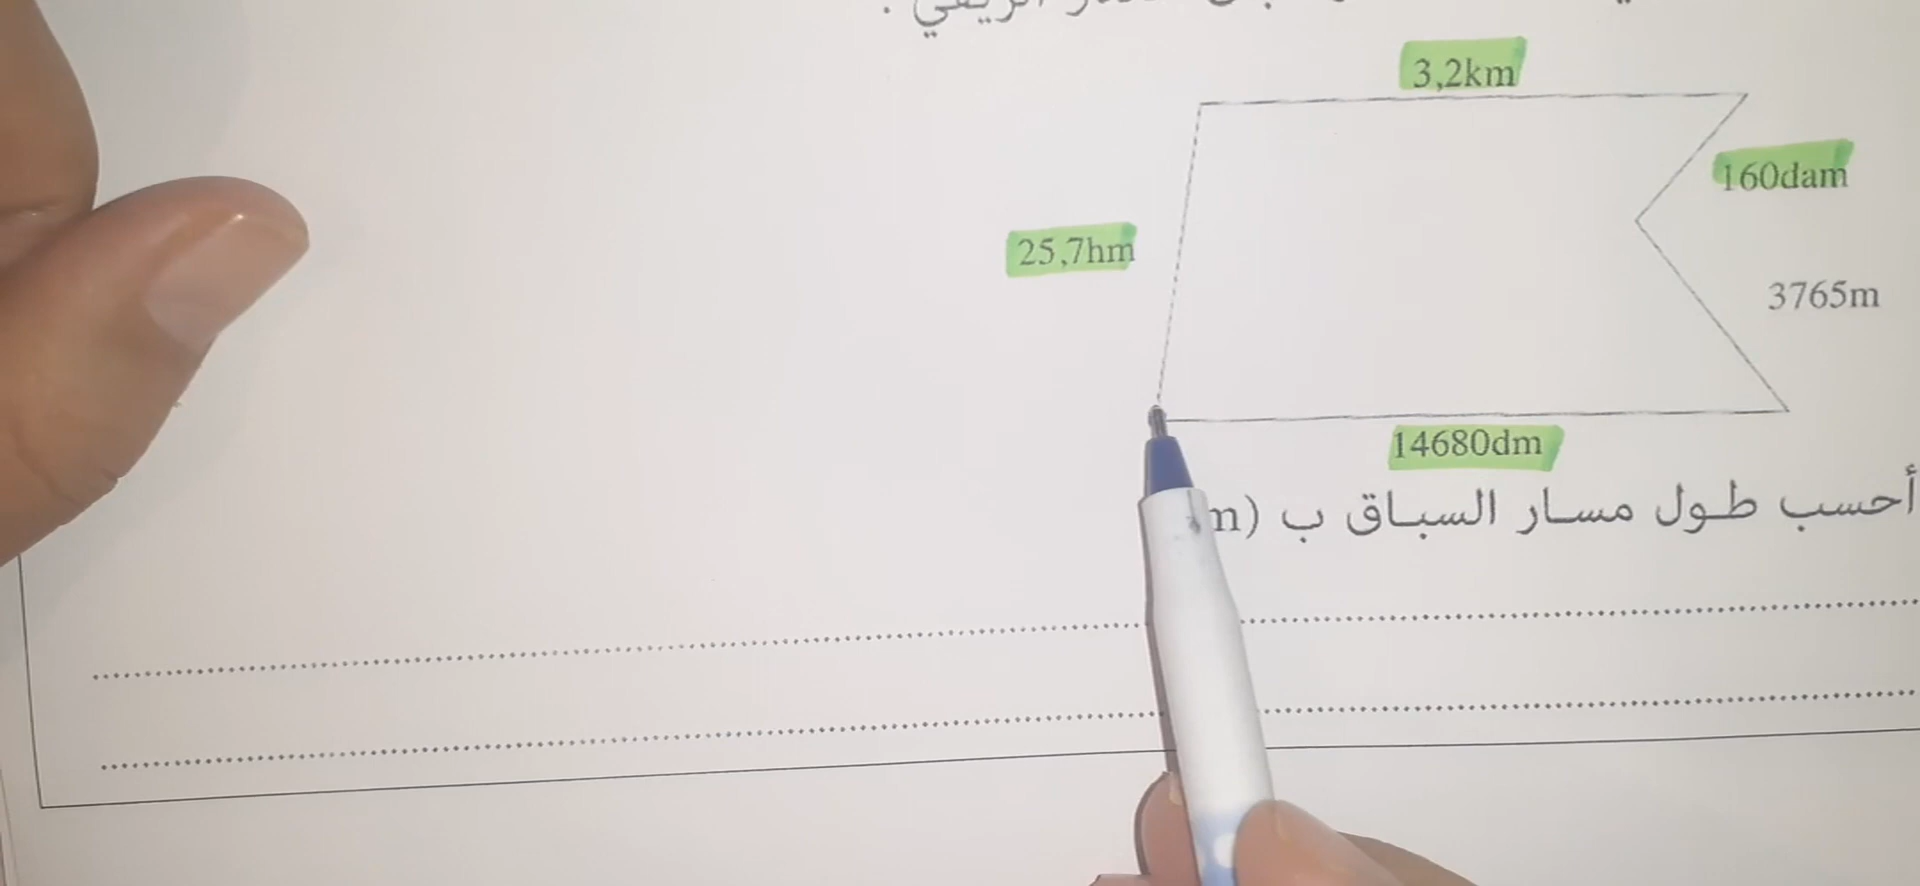 3,2km
160dam
25,7hm
3765m
14680dm
أحسب طول مسار السباق ب (m